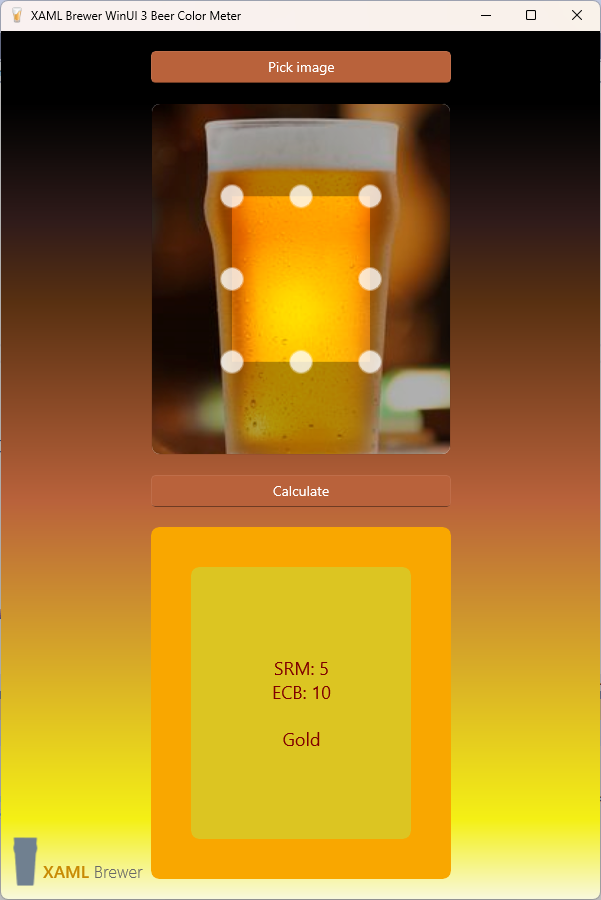 XAML Brewer WinUI 3 Beer Color Meter
Pick image
Calculate
SRM: 5
ECB: 10
Gold
XAML Brewer